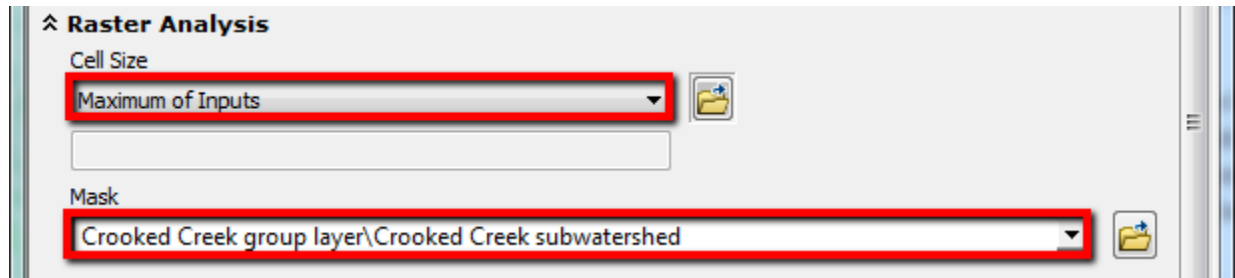 Raster Analysis
Cell Size
Maximum of Inputs
Mask
Crooked Creek group layer\Crooked Creek subwatershed